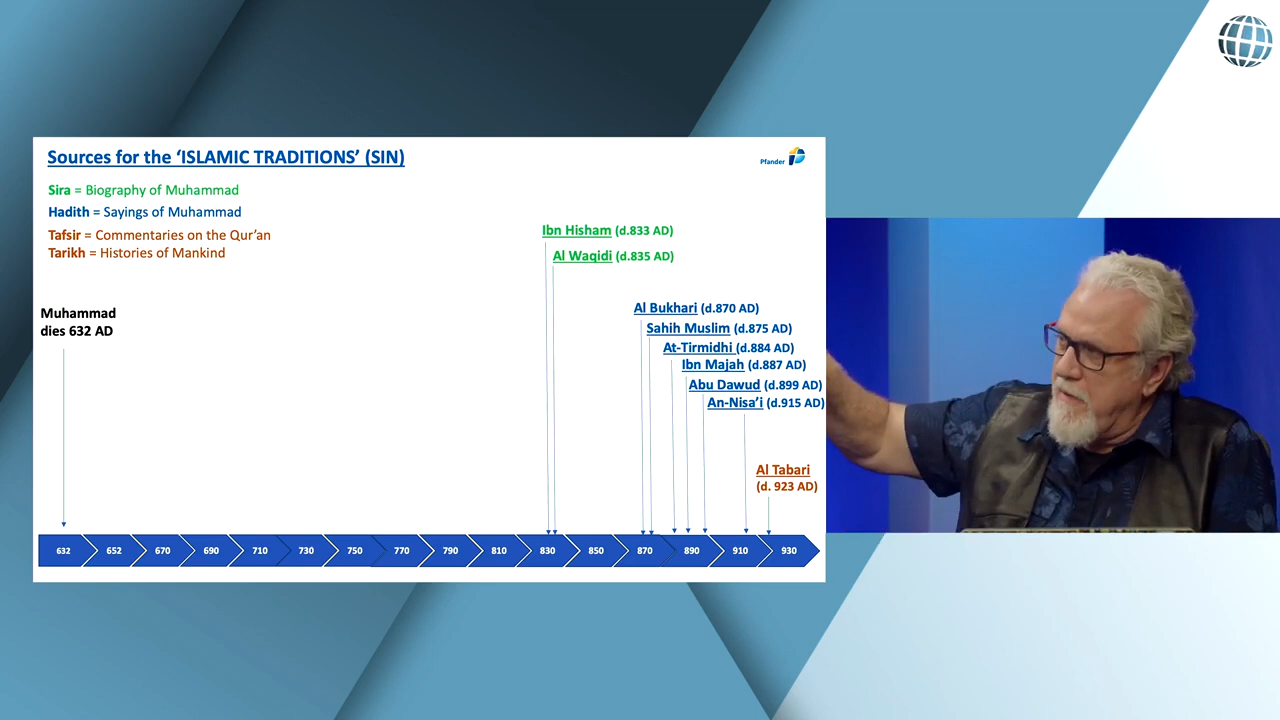 Sources for the ‘ISLAMIC TRADITIONS’ (SIN)
Pfander
Sira = Biography of Muhammad
Hadith = Sayings of Muhammad
Tafsir = Commentaries on the Qur’an
Tarikh = Histories of Mankind
Ibn Hisham (d.833 AD)
Al Waqidi (d.835 AD)
Muhammad
dies 632 AD
Al Bukhari (d.870 AD)
Sahih Muslim (d.875 AD)
At-Tirmidhi (d.884 AD)
Ibn Majah (d.887 AD)
Abu Dawud (d.899 AD)
An-Nisa’i (d.915 AD)
Al Tabari
(d. 923 AD)
632 652 670 690 710 730 750 770 790 810 830 850 870 890 910 930